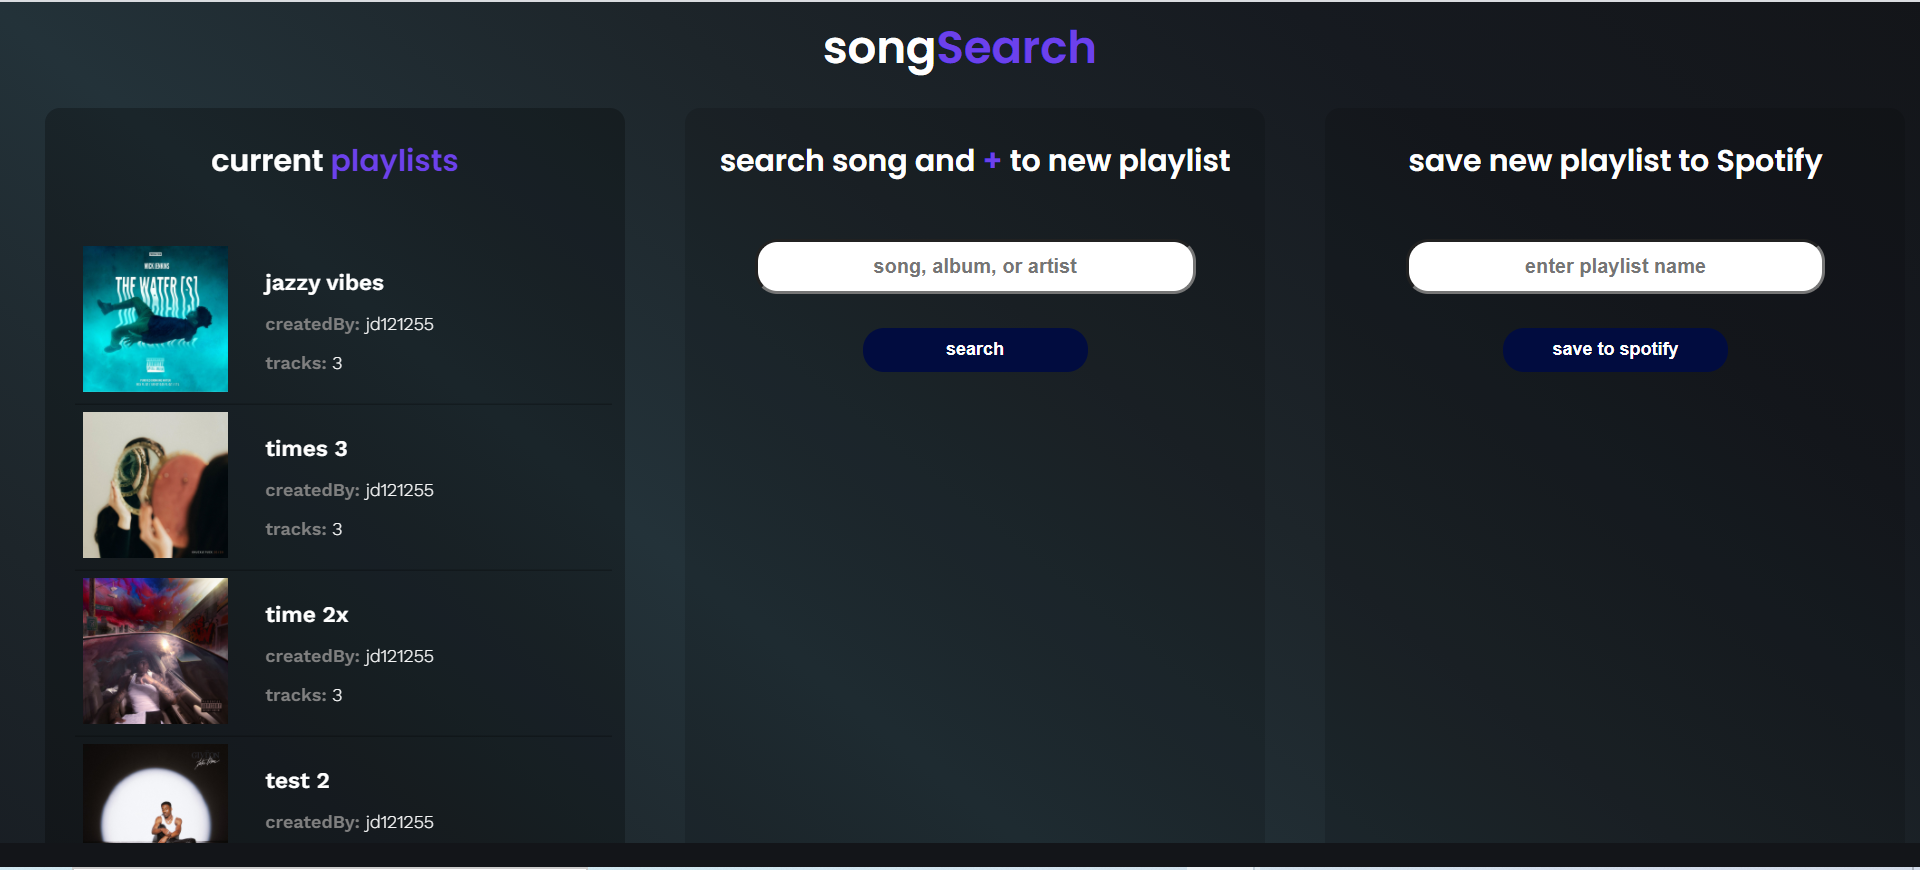 songSearch
current playlists
MICK JENKINS
THE WATER [S]
jazzy vibes
createdBy: jd121255
tracks: 3
times 3
createdBy: jd121255
tracks: 3
time 2x
createdBy: jd121255
tracks: 3
test 2
createdBy: jd121255
search song and + to new playlist
song, album, or artist
search
save new playlist to Spotify
enter playlist name
save to spotify